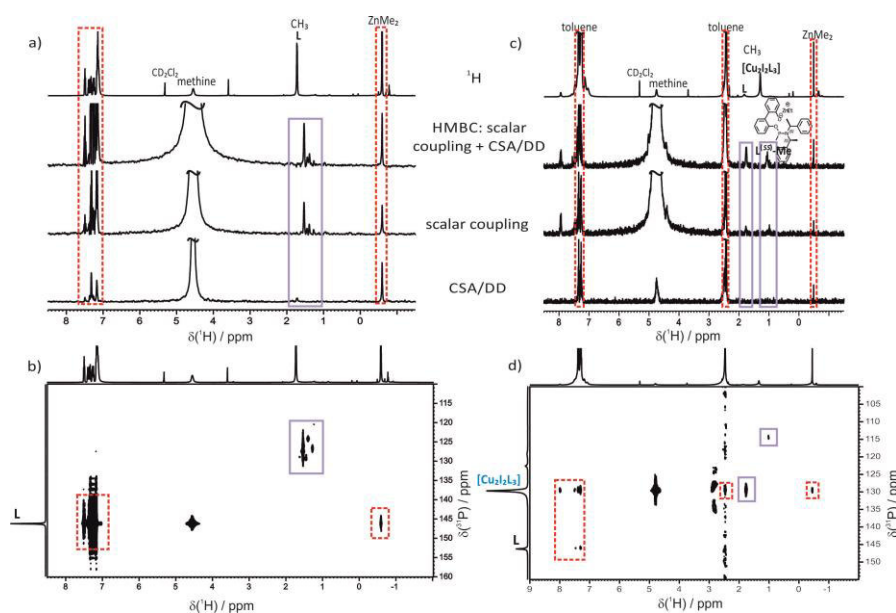 a)
CH₃
L
ZnMe₂
CD₂Cl₂
methine
¹H
HMBC: scalar
coupling + CSA/DD
scalar coupling
CSA/DD
8 7 6 5 4 3 2 1 0 -1
δ(¹H) / ppm
c)
toluene
toluene
ZnMe₂
CH₃
[Cu₂I₂L₃]
L
CD₂Cl₂
methine
-Me
8 7 6 5 4 3 2 1 0
δ(¹H) / ppm
b)
L
115
120
125
130
135
140
145
150
155
160
δ(³¹P) / ppm
8 7 6 5 4 3 2 1 -1
δ(¹H) / ppm
d)
[Cu₂I₂L₃]
L
105
110
115
120
125
130
135
140
145
150
δ(³¹P) / ppm
9 8 7 6 5 4 3 2 1 0 -1
δ(¹H) / ppm